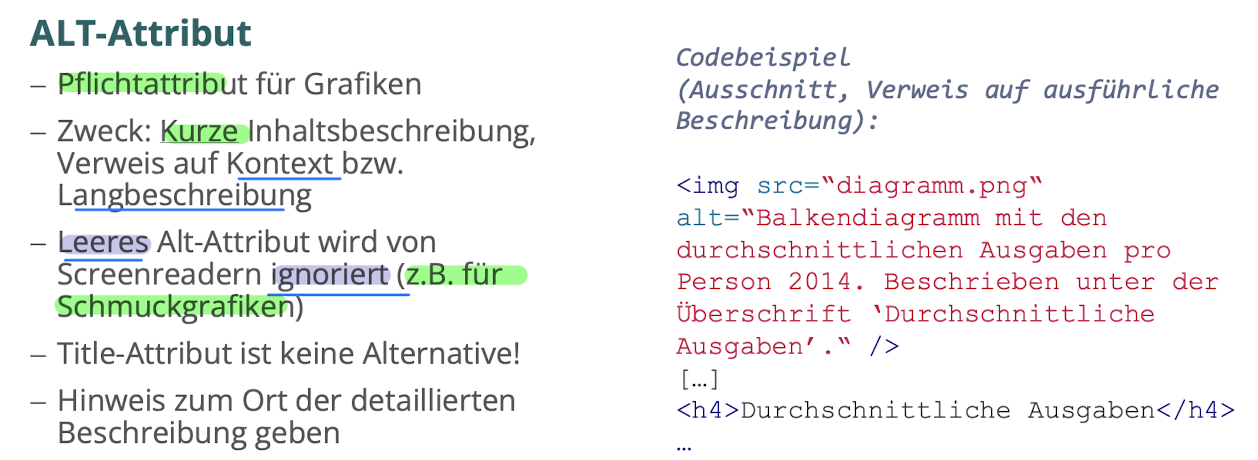 ALT-Attribut
– Pflichtattribut für Grafiken
– Zweck: Kurze Inhaltsbeschreibung,
Verweis auf Kontext bzw.
Langbeschreibung
– Leeres Alt-Attribut wird von
Screenreadern ignoriert (z.B. für
Schmuckgrafiken)
– Title-Attribut ist keine Alternative!
– Hinweis zum Ort der detaillierten
Beschreibung geben
Codebeispiel
(Ausschnitt, Verweis auf ausführliche
Beschreibung):
<img src=“diagramm.png“
alt=“Balkendiagramm mit den
durchschnittlichen Ausgaben pro
Person 2014. Beschrieben unter der
Überschrift ‘Durchschnittliche
Ausgaben’.“ />
[…]
<h4>Durchschnittliche Ausgaben</h4>
…